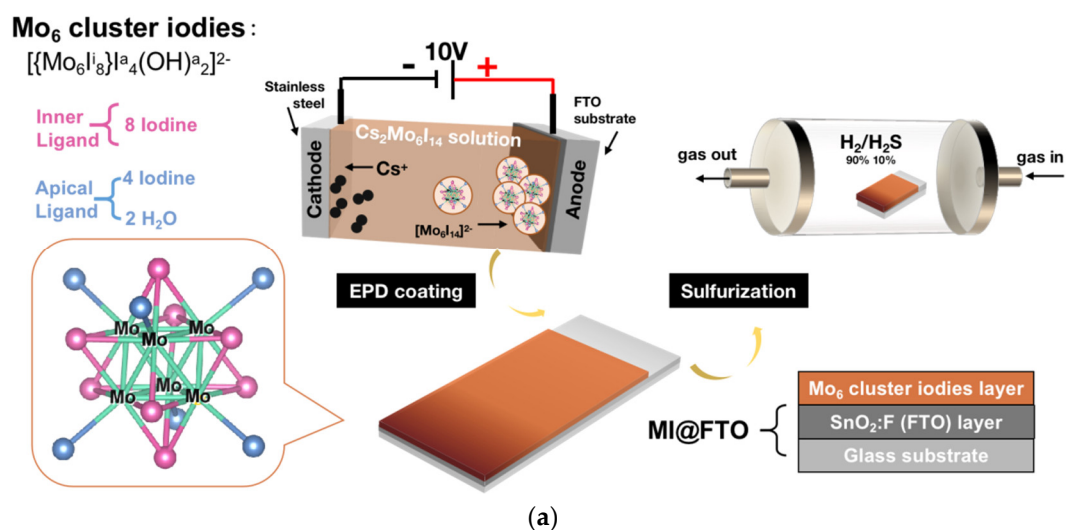 Mo₆ cluster iodies :
[{Mo₆Iⁱ₈}Iᵃ₄(OH)ᵃ₂]²⁻
Inner
Ligand
8 Iodine
Apical
Ligand
4 Iodine
2 H₂O
Mo
Mo
Mo
Mo
Mo
Mo
10V
-
+
Stainless
steel
FTO
substrate
Cs₂Mo₆I₁₄ solution
Cathode
Cs⁺
[Mo₆I₁₄]²⁻
Anode
EPD coating
gas out
H₂/H₂S
90% 10%
gas in
Sulfurization
MI@FTO
Mo₆ cluster iodies layer
SnO₂:F (FTO) layer
Glass substrate
(a)